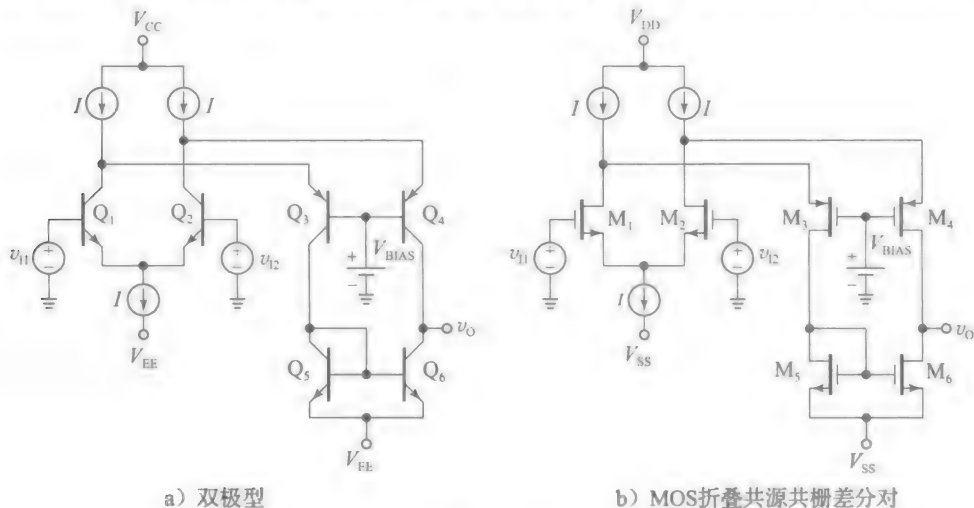 V_CC
I
I
Q_1
Q_2
Q_3
Q_4
v_I1
v_I2
V_BIAS
+
−
+
−
+
−
I
V_EE
v_O
Q_5
Q_6
V_EE
a）双极型
V_DD
I
I
M_1
M_2
M_3
M_4
v_I1
v_I2
V_BIAS
+
−
+
−
+
−
I
V_SS
v_O
M_5
M_6
V_SS
b）MOS折叠共源共栅差分对